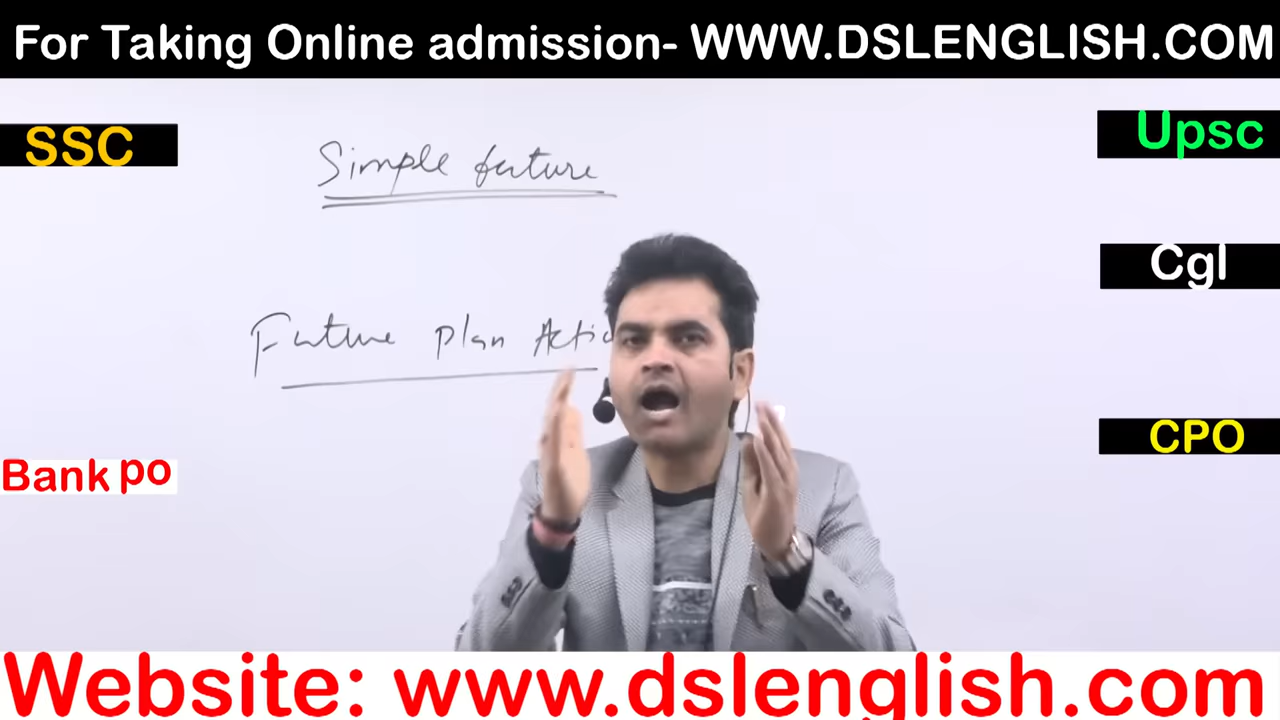 For Taking Online admission- WWW.DSLENGLISH.COM
SSC
Upsc
Simple future
Cgl
Future plan
CPO
Bank po
Website: www.dslenglish.com